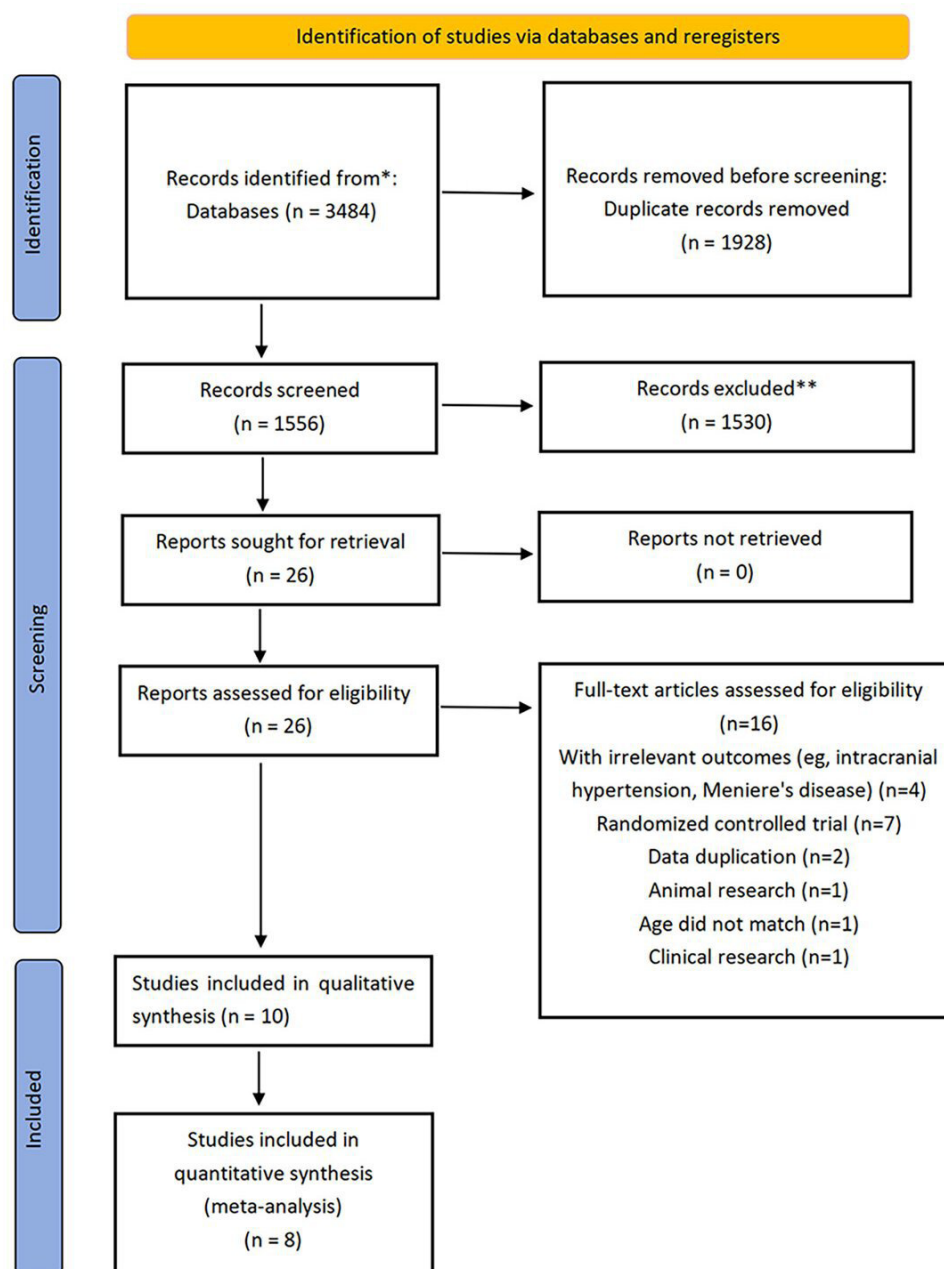 Identification of studies via databases and reregisters
Identification
Records identified from*:
Databases (n = 3484)
Records removed before screening:
Duplicate records removed
(n = 1928)
Screening
Records screened
(n = 1556)
Records excluded**
(n = 1530)
Reports sought for retrieval
(n = 26)
Reports not retrieved
(n = 0)
Reports assessed for eligibility
(n = 26)
Full-text articles assessed for eligibility
(n=16)
With irrelevant outcomes (eg, intracranial
hypertension, Meniere's disease) (n=4)
Randomized controlled trial (n=7)
Data duplication (n=2)
Animal research (n=1)
Age did not match (n=1)
Clinical research (n=1)
Included
Studies included in qualitative
synthesis (n = 10)
Studies included in
quantitative synthesis
(meta-analysis)
(n = 8)